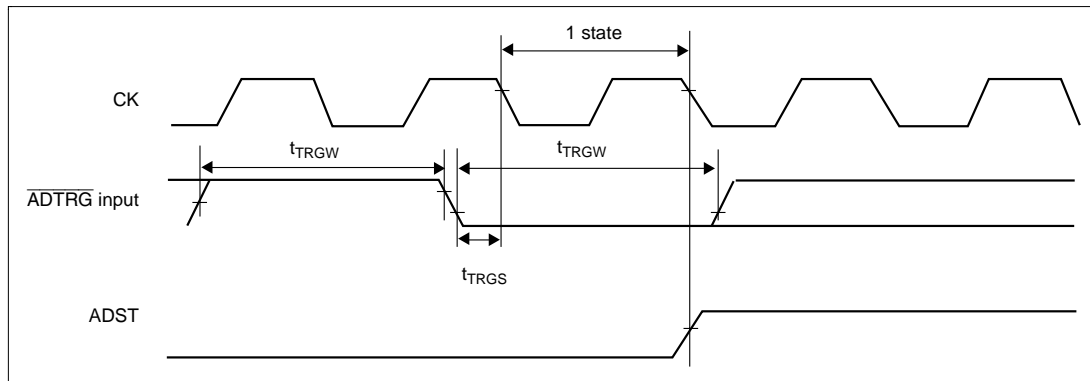 1 state
CK
tTRGW
tTRGW
ADTRG input
tTRGS
ADST